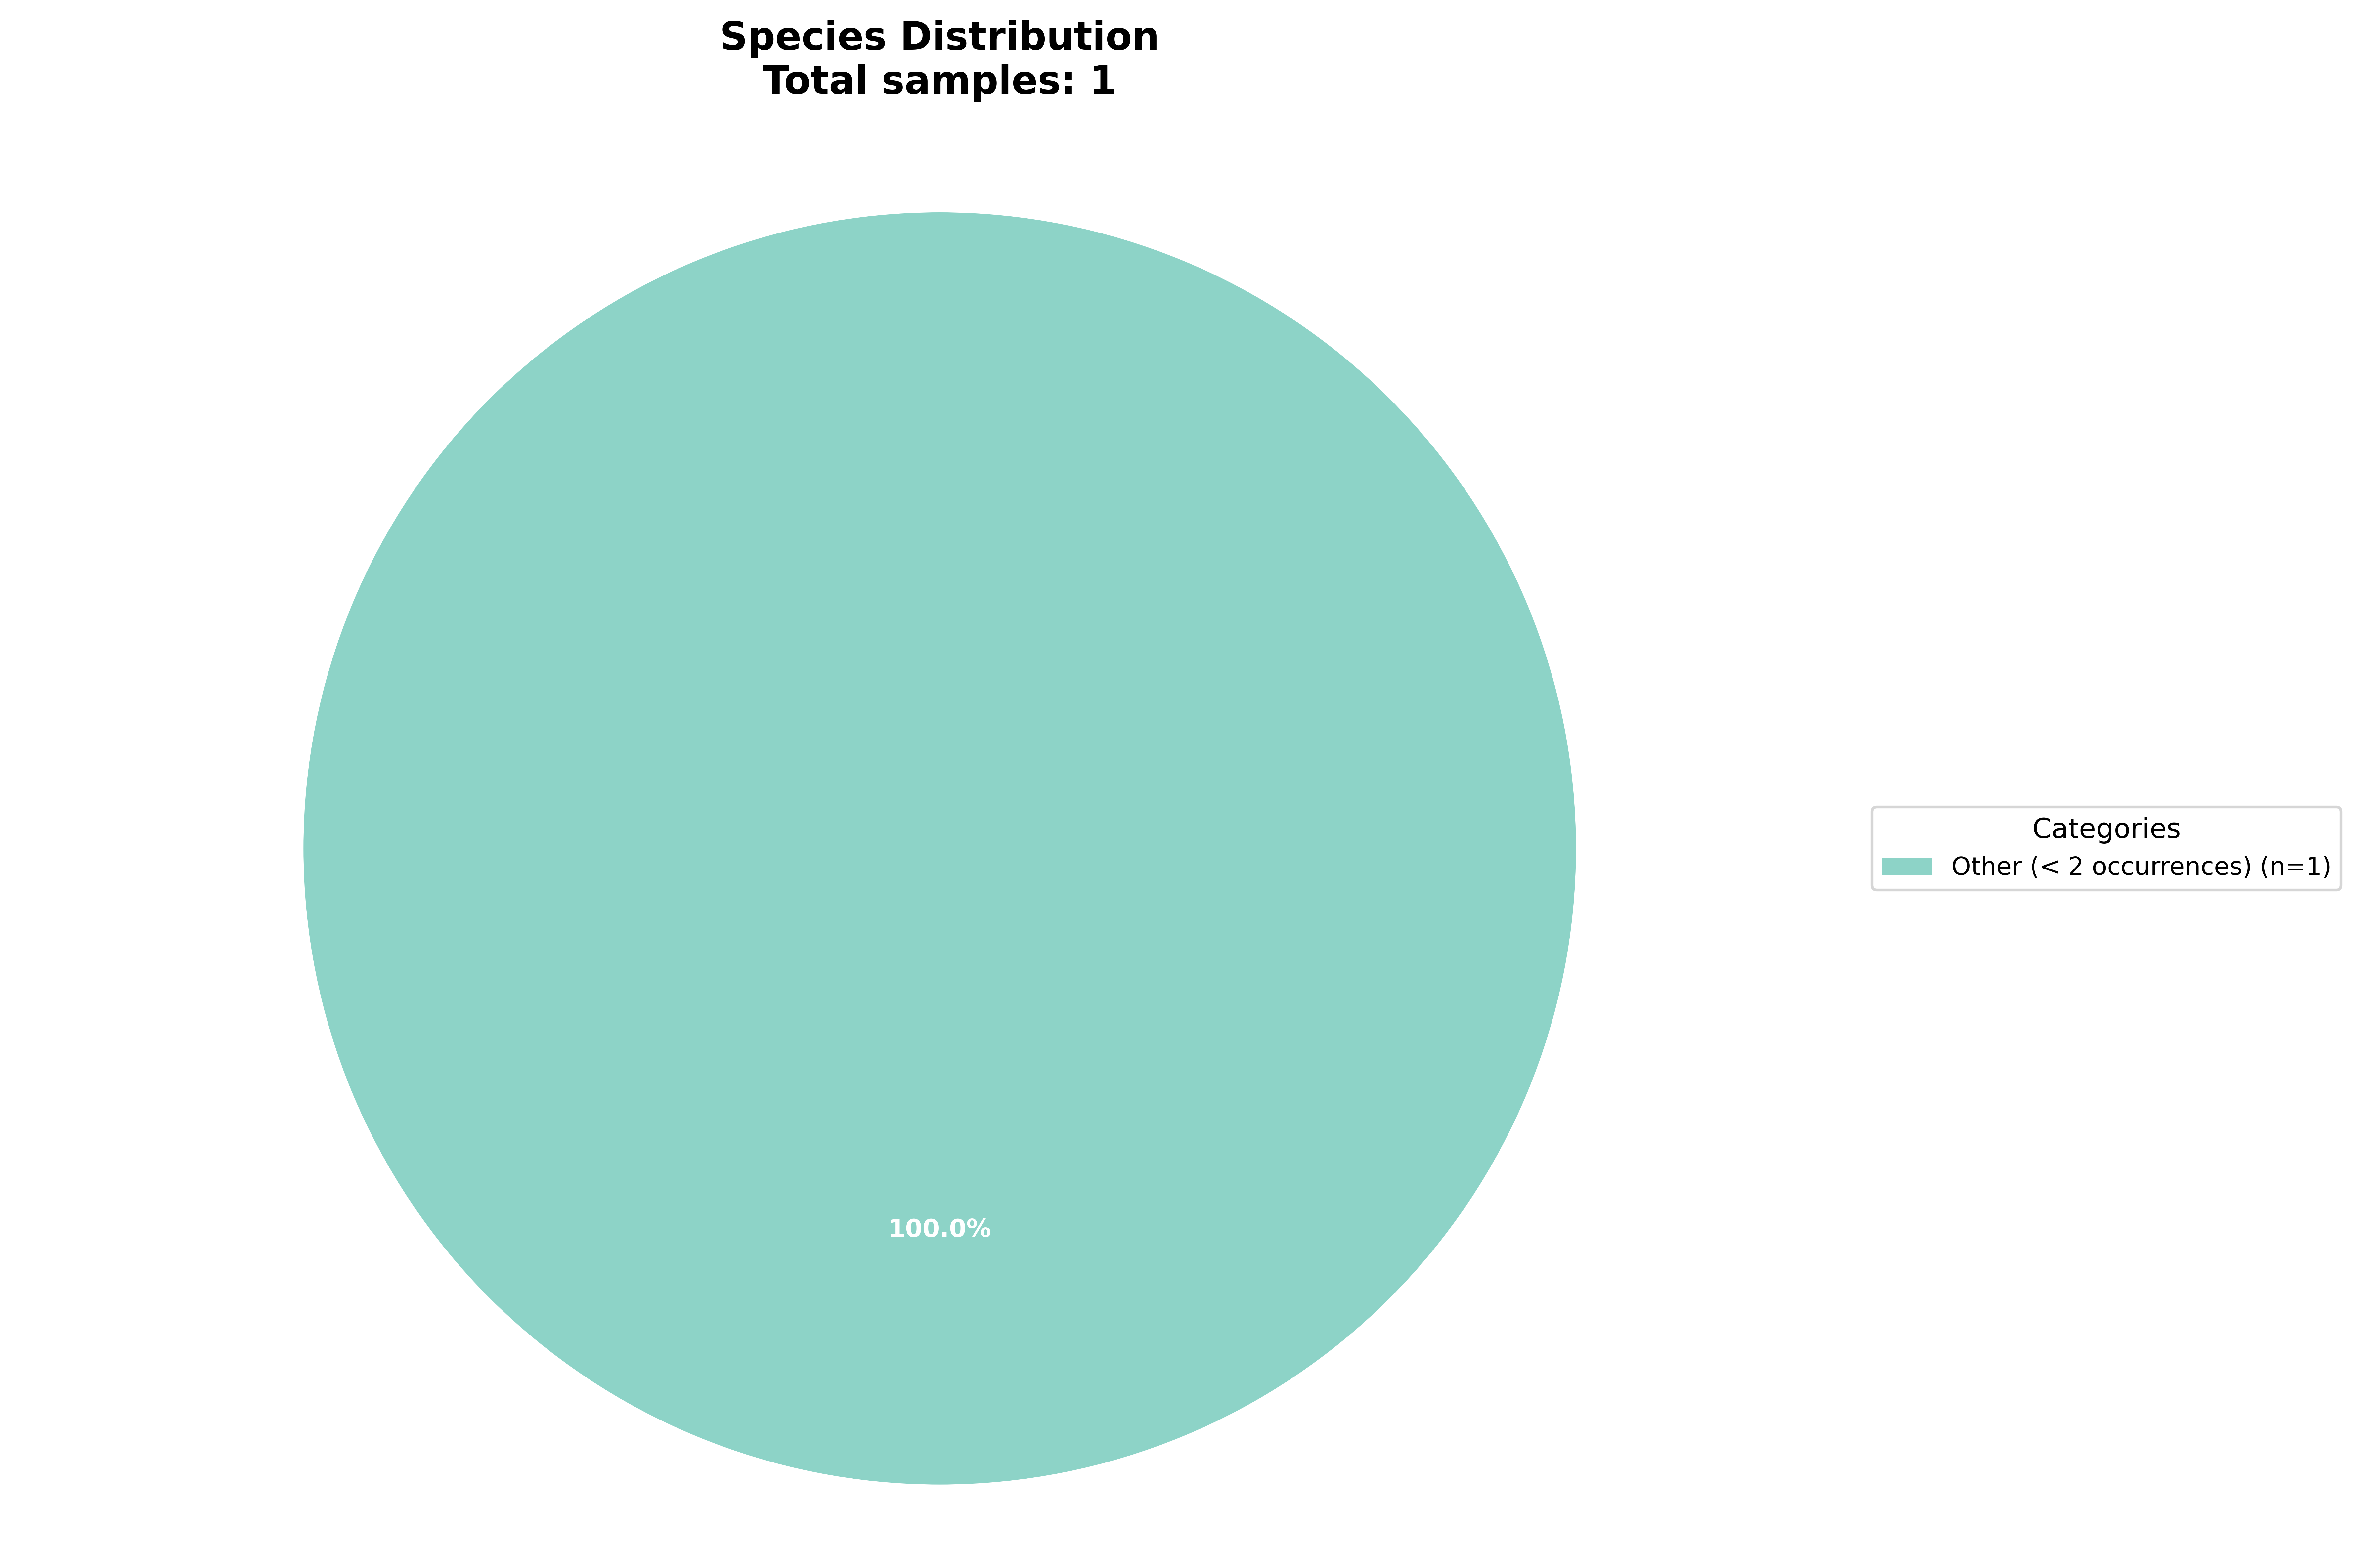 Species Distribution
Total samples: 1
100.0%
Categories
Other (< 2 occurrences) (n=1)